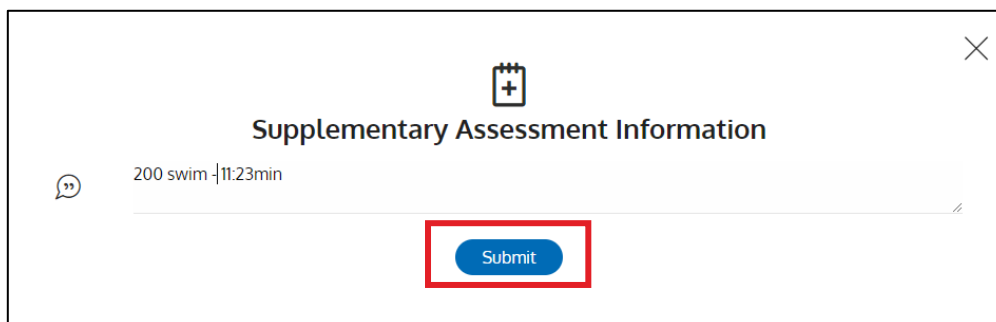 Supplementary Assessment Information
200 swim - 11:23min
Submit